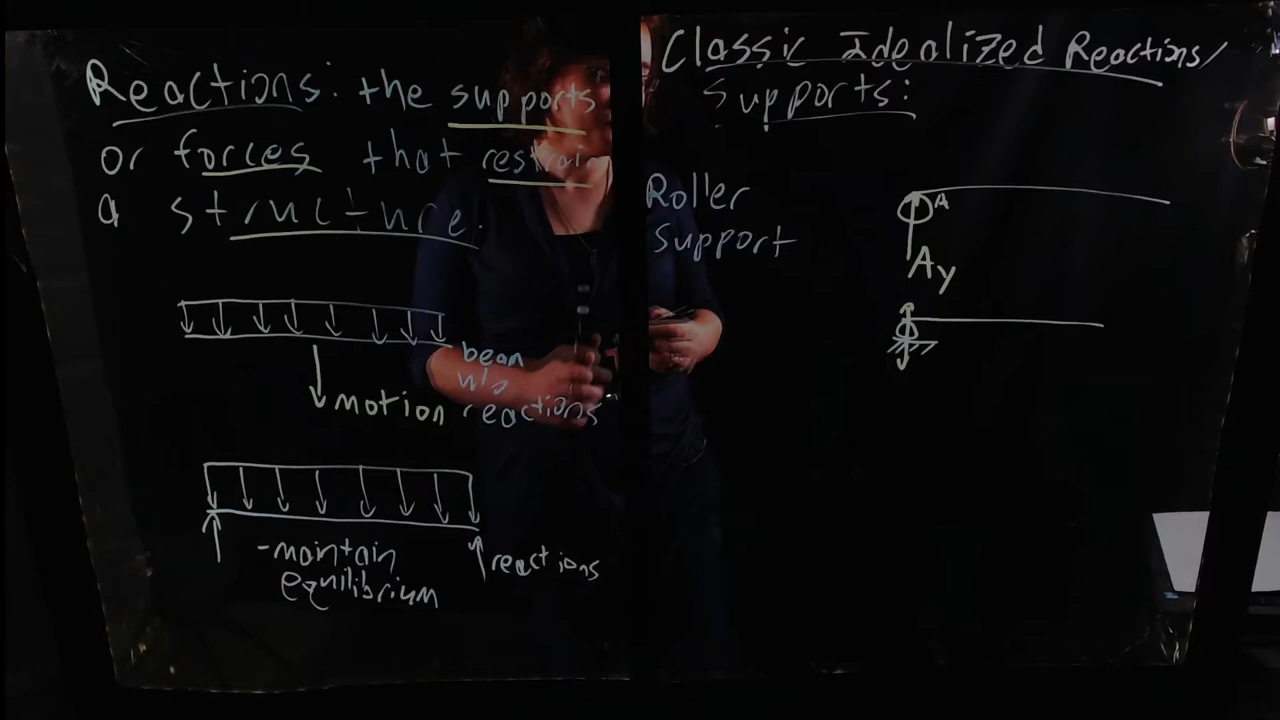 Reactions: the supports
or forces that restrain
a structure.
beam
w/o
motion reactions
-maintain
equilibrium
reactions
Classic Idealized Reactions/
Supports:
Roller
Support
A
Ay